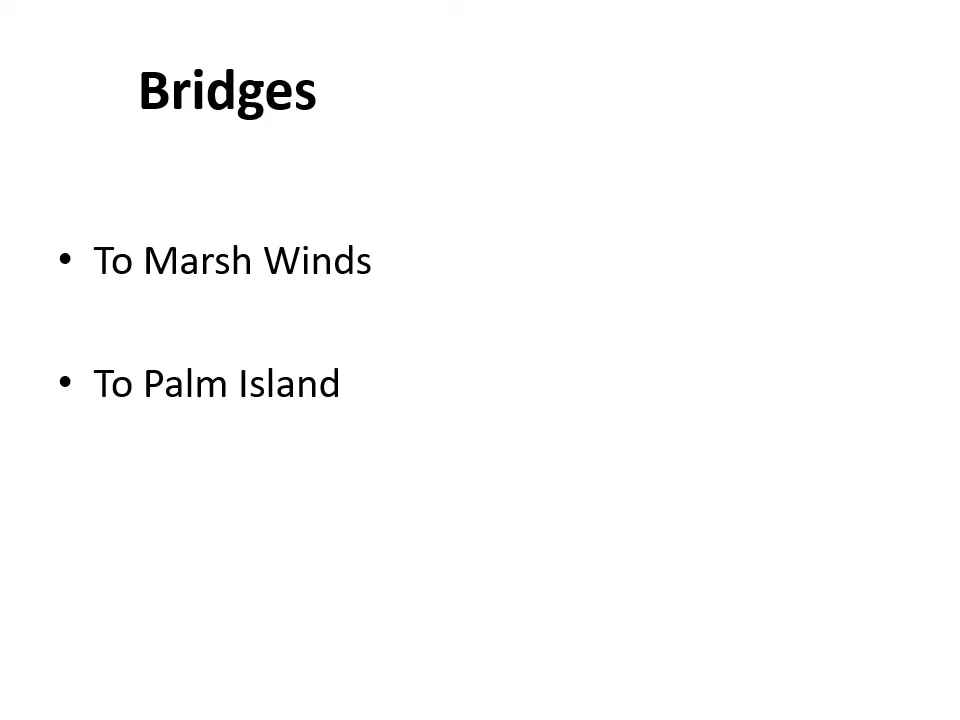 Bridges
• To Marsh Winds
• To Palm Island